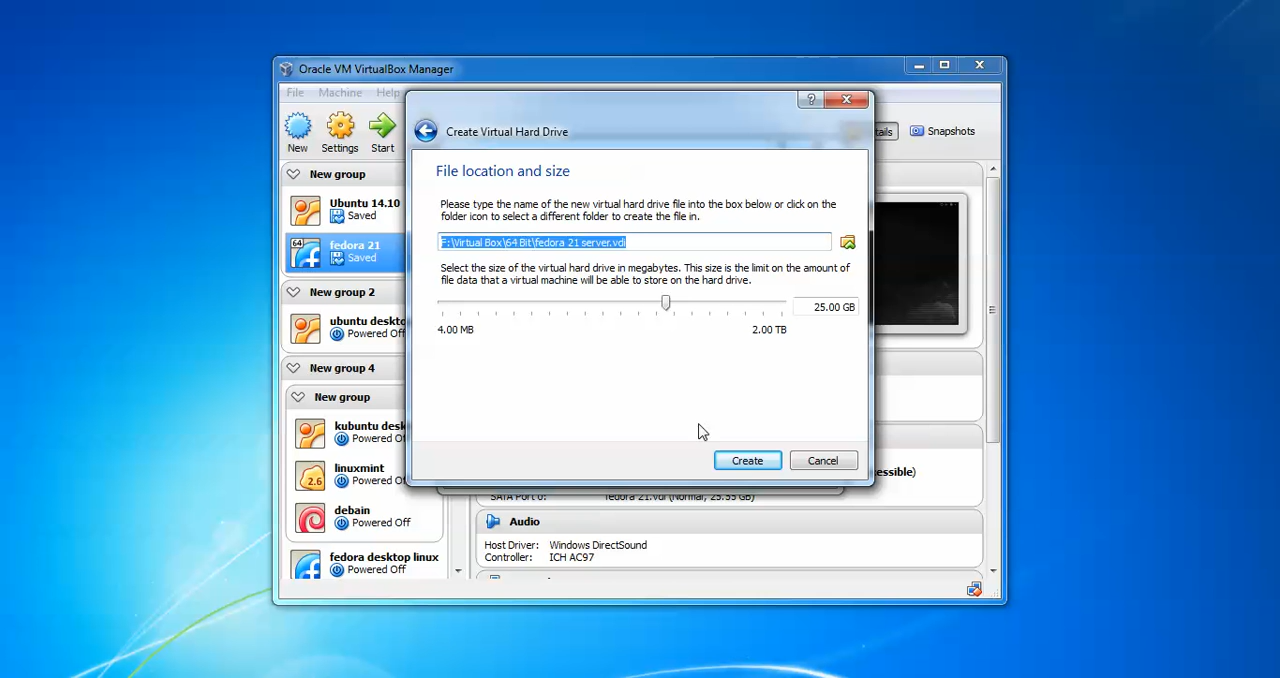 Oracle VM VirtualBox Manager
File Machine Help
New Settings Start
Snapshots
New group
Ubuntu 14.10
Saved
64
fedora 21
Saved
New group 2
Powered Off
New group 4
New group
Powered Off
linuxmint
2.6
Powered Off
debain
Powered Off
fedora desktop linux
Powered Off
?
Create Virtual Hard Drive
File location and size
Please type the name of the new virtual hard drive file into the box below or click on the
folder icon to select a different folder to create the file in.
F:\Virtual Box\64 Bit\fedora 21 server.vdi
Select the size of the virtual hard drive in megabytes. This size is the limit on the amount of
file data that a virtual machine will be able to store on the hard drive.
25.00 GB
4.00 MB 2.00 TB
Create Cancel
Audio
Host Driver: Windows DirectSound
Controller: ICH AC97